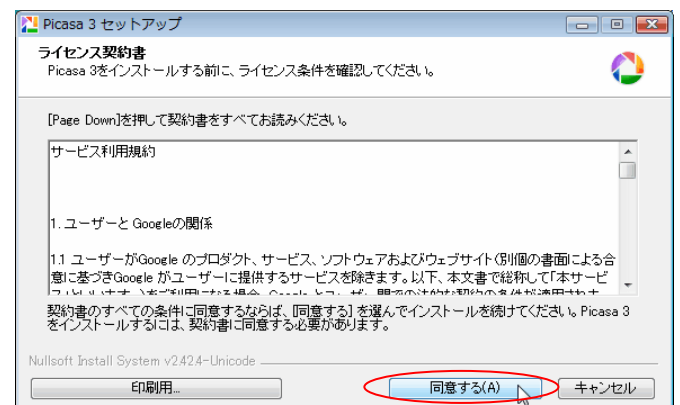 Picasa 3 セットアップ
ライセンス契約書
Picasa 3をインストールする前に、ライセンス条件を確認してください。
[Page Down]を押して契約書をすべてお読みください。
サービス利用規約
1. ユーザーと Googleの関係
1.1 ユーザーがGoogle のプロダクト、サービス、ソフトウェアおよびウェブサイト(別個の書面による合
意に基づきGoogle がユーザーに提供するサービスを除きます。以下、本文書で総称して「本サービ
契約書のすべての条件に同意するならば、[同意する] を選んでインストールを続けてください。Picasa 3
をインストールするには、契約書に同意する必要があります。
Nullsoft Install System v2.42.4-Unicode
印刷用...
同意する(A)
キャンセル